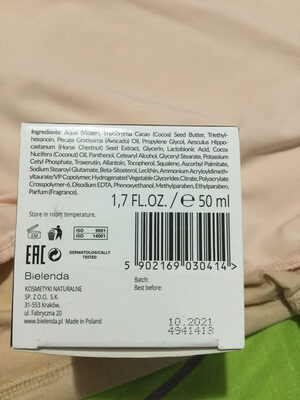 Ingredients: Aqua (Water), Theobroma Cacao (Cocoa) Seed Butter, Triethyl-
hexanoin, Persea Gratissima (Avocado) Oil, Propylene Glycol, Aesculus Hippo-
castanum (Horse Chestnut) Seed Extract, Glycerin, Lactobionic Acid, Cocos
Nucifera (Coconut) Oil, Panthenol, Cetearyl Alcohol, Glyceryl Stearate, Potassium
Cetyl Phosphate, Troxerutin, Allantoin, Tocopherol, Squalene, Ascorbyl Palmitate,
Sodium Stearoyl Glutamate, Beta-Sitosterol, Lecithin, Ammonium Acryloyldimethyl-
taurate/VP Copolymer, Hydrogenated Vegetable Glycerides Citrate, Polyacrylate
Crosspolymer-6, Disodium EDTA, Phenoxyethanol, Methylparaben, Ethylparaben,
Parfum (Fragrance).
1,7 FL.OZ. / ℮ 50 ml
Store in room temperature.
ISO 9001
ISO 14001
EAC
DERMATOLOGICALLY
TESTED
Bielenda
KOSMETYKI NATURALNE
SP. Z O.O. S.K.
31-553 Kraków,
ul. Fabryczna 20
www.bielenda.pl Made in Poland
5 902169 030414 >
Batch:
Best before:
10.2021
4941413